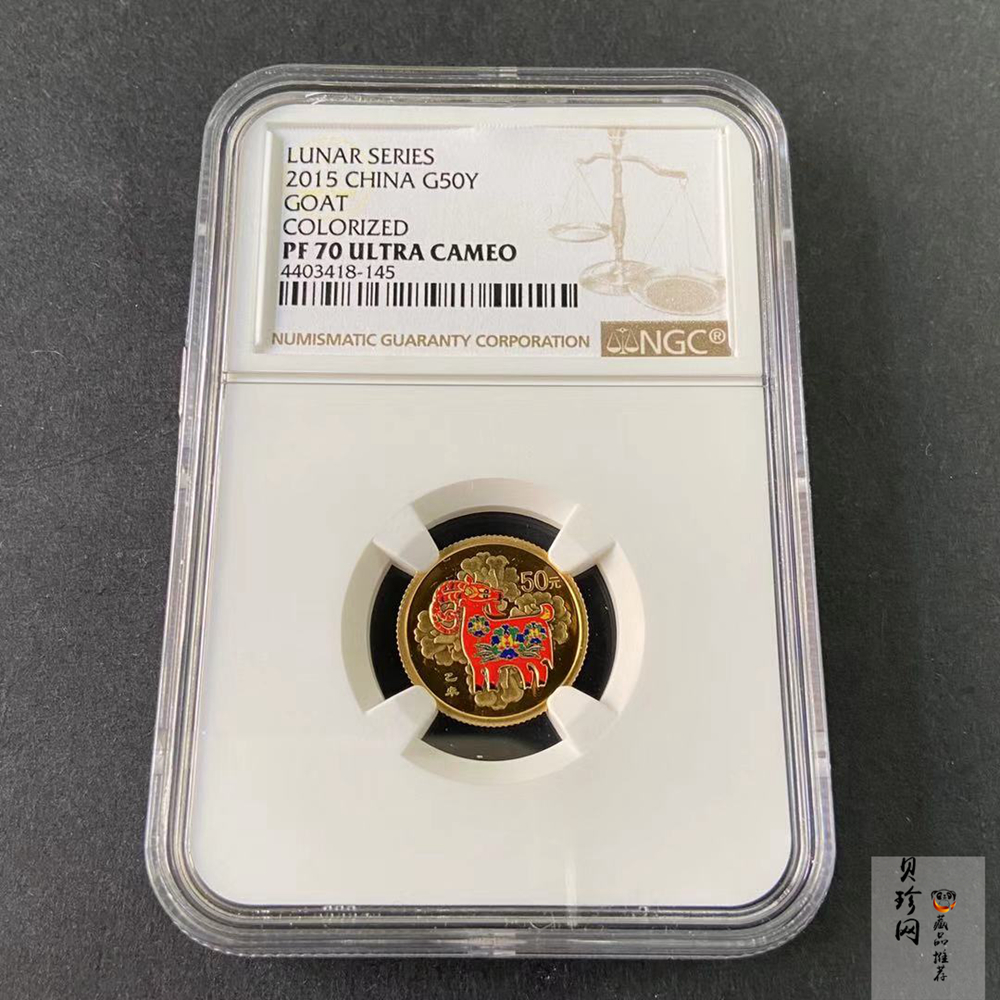 LUNAR SERIES
2015 CHINA G50Y
GOAT
COLORIZED
PF 70 ULTRA CAMEO
4403418-145
NUMISMATIC GUARANTY CORPORATION
NGC®
50元
乙未
贝珍网
藏品推荐